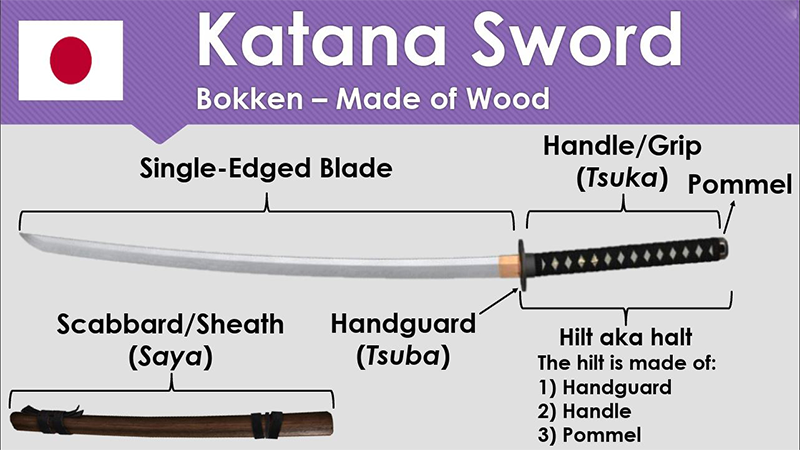 Katana Sword
Bokken – Made of Wood
Single-Edged Blade
Handle/Grip
(Tsuka)
Pommel
Scabbard/Sheath
(Saya)
Handguard
(Tsuba)
Hilt aka halt
The hilt is made of:
1) Handguard
2) Handle
3) Pommel